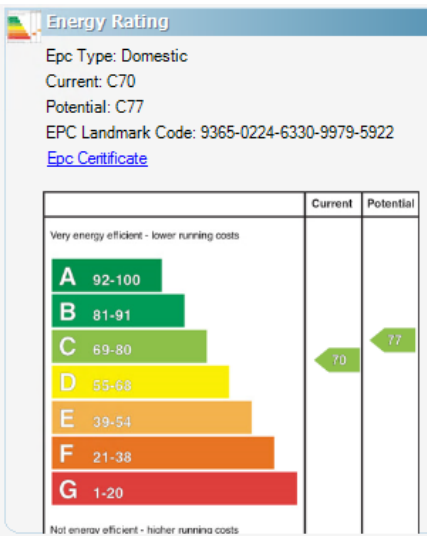 Energy Rating
Epc Type: Domestic
Current: C70
Potential: C77
EPC Landmark Code: 9365-0224-6330-9979-5922
Epc Ceritificate
Current Potential
Very energy efficient - lower running costs
A 92-100
B 81-91
C 69-80
D 55-68
E 39-54
F 21-38
G 1-20
70
77
Not energy efficient - higher running costs